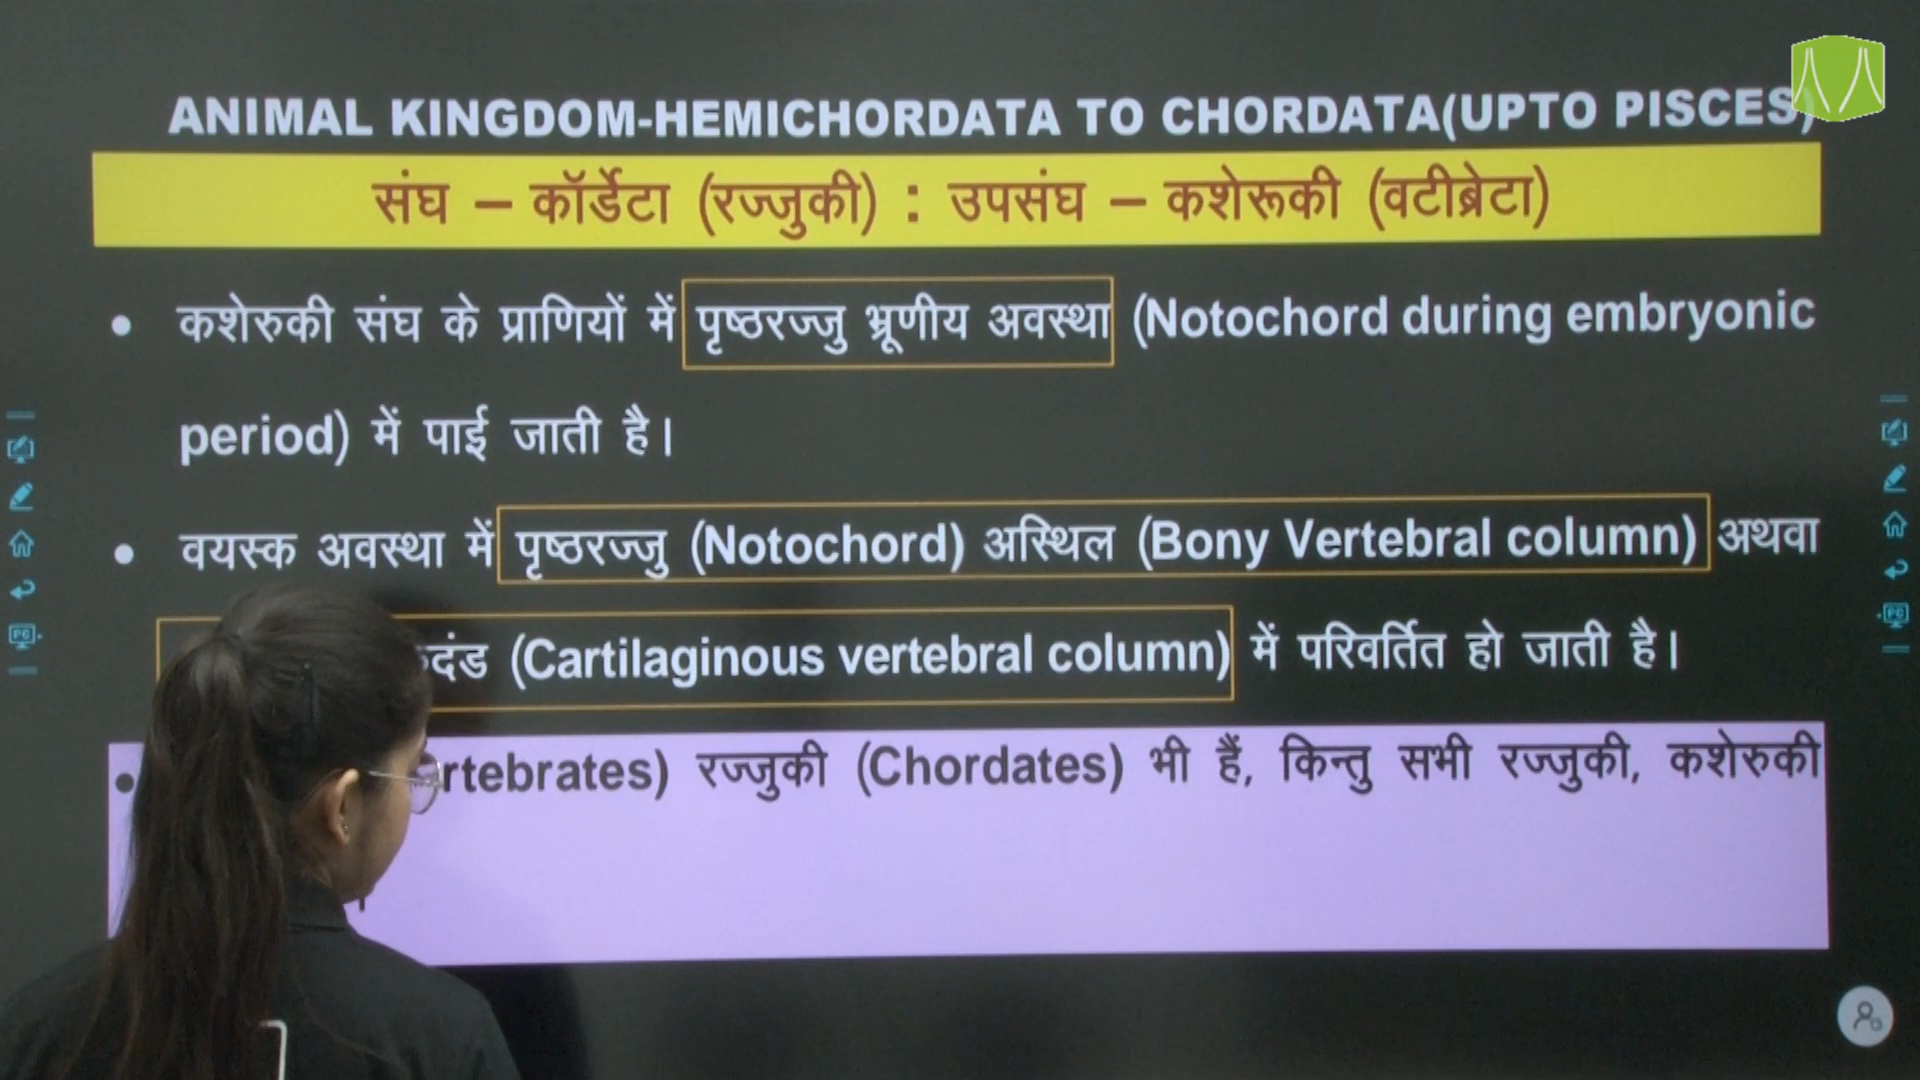 ANIMAL KINGDOM-HEMICHORDATA TO CHORDATA(UPTO PISCES)
संघ – कॉर्डेटा (रज्जुकी) : उपसंघ – कशेरूकी (वटीब्रेटा)
• कशेरुकी संघ के प्राणियों में पृष्ठरज्जु भ्रूणीय अवस्था (Notochord during embryonic
period) में पाई जाती है।
• वयस्क अवस्था में पृष्ठरज्जु (Notochord) अस्थिल (Bony Vertebral column) अथवा
(Cartilaginous vertebral column) में परिवर्तित हो जाती है।
• rtebrates) रज्जुकी (Chordates) भी हैं, किन्तु सभी रज्जुकी, कशेरुकी